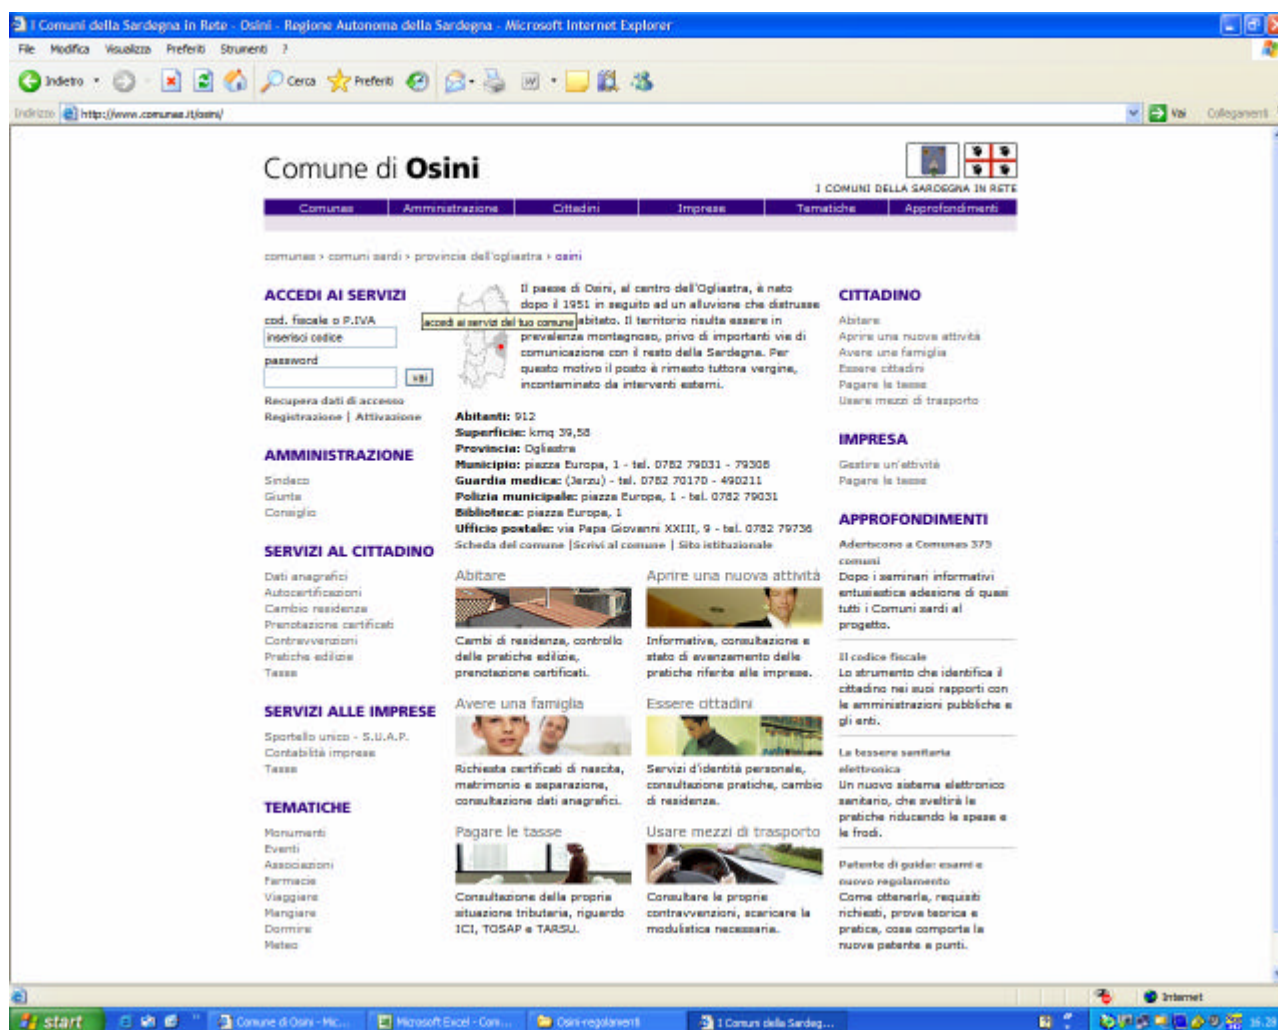 I Comuni della Sardegna in Rete - Osini - Regione Autonoma della Sardegna - Microsoft Internet Explorer
File Modifica Visualizza Preferiti Strumenti ?
Indietro Cerca Preferiti
Indirizzo http://www.comunas.it/osini/ Vai Collegamenti
Comune di Osini
I COMUNI DELLA SARDEGNA IN RETE
Comunas Amministrazione Cittadini Imprese Tematiche Approfondimenti
comunas > comuni sardi > provincia dell'ogliastra > osini
ACCEDI AI SERVIZI
cod. fiscale o P.IVA
inserisci codice
password
vai
Recupera dati di accesso
Registrazione | Attivazione
AMMINISTRAZIONE
Sindaco
Giunta
Consiglio
SERVIZI AL CITTADINO
Dati anagrafici
Autocertificazioni
Cambio residenza
Prenotazione certificati
Contravvenzioni
Pratiche edilizie
Tasse
SERVIZI ALLE IMPRESE
Sportello unico - S.U.A.P.
Contabilità imprese
Tasse
TEMATICHE
Monumenti
Eventi
Associazioni
Farmacie
Viaggiare
Mangiare
Dormire
Meteo
accedi ai servizi del tuo comune
Il paese di Osini, al centro dell'Ogliastra, è nato
dopo il 1951 in seguito ad un alluvione che distrusse
abitato. Il territorio risulta essere in
prevalenza montagnoso, privo di importanti vie di
comunicazione con il resto della Sardegna. Per
questo motivo il posto è rimasto tuttora vergine,
incontaminato da interventi esterni.
Abitanti: 912
Superficie: kmq 39,58
Provincia: Ogliastra
Municipio: piazza Europa, 1 - tel. 0782 79031 - 79308
Guardia medica: (Jerzu) - tel. 0782 70170 - 490211
Polizia municipale: piazza Europa, 1 - tel. 0782 79031
Biblioteca: piazza Europa, 1
Ufficio postale: via Papa Giovanni XXIII, 9 - tel. 0782 79736
Scheda del comune |Scrivi al comune | Sito istituzionale
Abitare
Cambi di residenza, controllo
delle pratiche edilizie,
prenotazione certificati.
Aprire una nuova attività
Informativa, consultazione e
stato di avanzamento delle
pratiche riferite alle imprese.
Avere una famiglia
Richiesta certificati di nascita,
matrimonio e separazione,
consultazione dati anagrafici.
Essere cittadini
Servizi d'identità personale,
consultazione pratiche, cambio
di residenza.
Pagare le tasse
Consultazione della propria
situazione tributaria, riguardo
ICI, TOSAP e TARSU.
Usare mezzi di trasporto
Consultare le proprie
contravvenzioni, scaricare la
modulistica necessaria.
CITTADINO
Abitare
Aprire una nuova attività
Avere una famiglia
Essere cittadini
Pagare le tasse
Usare mezzi di trasporto
IMPRESA
Gestire un'attività
Pagare le tasse
APPROFONDIMENTI
Aderiscono a Comunas 375
comuni
Dopo i seminari informativi
entusiastica adesione di quasi
tutti i Comuni sardi al
progetto.
Il codice fiscale
Lo strumento che identifica il
cittadino nei suoi rapporti con
le amministrazioni pubbliche e
gli enti.
La tessera sanitaria
elettronica
Un nuovo sistema elettronico
sanitario, che sveltirà le
pratiche riducendo le spese e
le frodi.
Patente di guida: esami e
nuovo regolamento
Come ottenerla, requisiti
richiesti, prova teorica e
pratica, cosa comporta la
nuova patente a punti.
Internet
start Comune di Osini - Mic... Microsoft Excel - Com... Osini-regolamenti I Comuni della Sardeg... 16.28